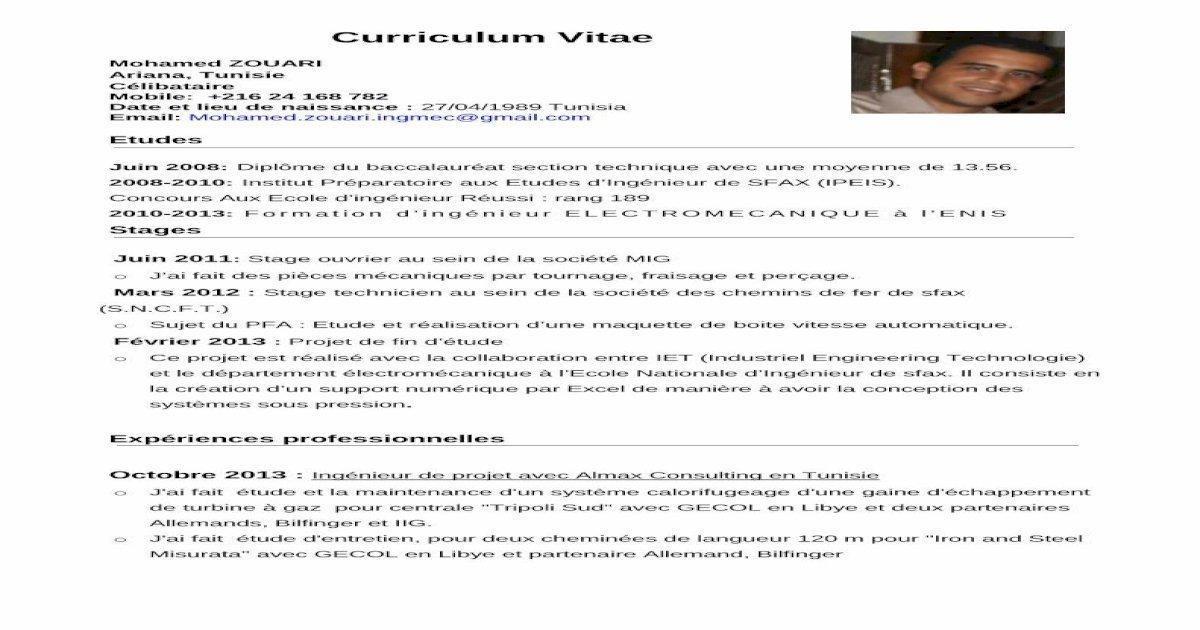 Curriculum Vitae
Mohamed ZOUARI
Ariana, Tunisie
Célibataire
Mobile: +216 24 168 782
Date et lieu de naissance : 27/04/1989 Tunisia
Email: Mohamed.zouari.ingmec@gmail.com
Etudes
Juin 2008: Diplôme du baccalauréat section technique avec une moyenne de 13.56.
2008-2010: Institut Préparatoire aux Etudes d'Ingénieur de SFAX (IPEIS).
Concours Aux Ecole d'ingénieur Réussi : rang 189
2010-2013: Formation d'ingénieur ELECTROMECANIQUE à l'ENIS
Stages
Juin 2011: Stage ouvrier au sein de la société MIG
o J'ai fait des pièces mécaniques par tournage, fraisage et perçage.
Mars 2012 : Stage technicien au sein de la société des chemins de fer de sfax
(S.N.C.F.T.)
o Sujet du PFA : Etude et réalisation d'une maquette de boite vitesse automatique.
Février 2013 : Projet de fin d'étude
o Ce projet est réalisé avec la collaboration entre IET (Industriel Engineering Technologie)
et le département électromécanique à l'Ecole Nationale d'Ingénieur de sfax. Il consiste en
la création d'un support numérique par Excel de manière à avoir la conception des
systèmes sous pression.
Expériences professionnelles
Octobre 2013 : Ingénieur de projet avec Almax Consulting en Tunisie
o J'ai fait étude et la maintenance d'un système calorifugeage d'une gaine d'échappement
de turbine à gaz pour centrale "Tripoli Sud" avec GECOL en Libye et deux partenaires
Allemands, Bilfinger et IIG.
o J'ai fait étude d'entretien, pour deux cheminées de langueur 120 m pour "Iron and Steel
Misurata" avec GECOL en Libye et partenaire Allemand, Bilfinger